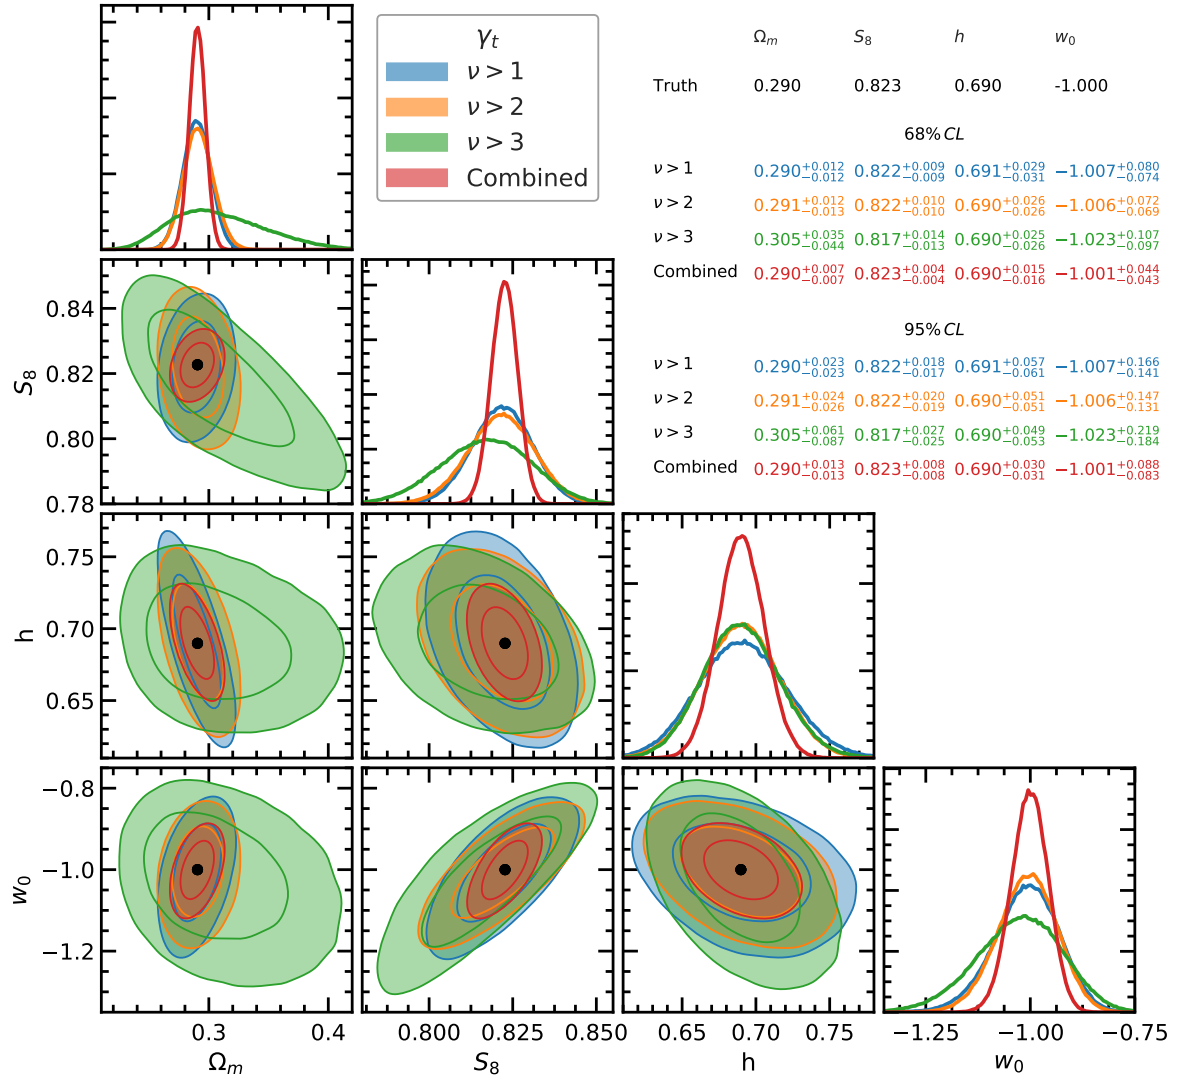 γt
ν > 1
ν > 2
ν > 3
Combined
Ωm S8 h w0
Truth 0.290 0.823 0.690 -1.000
68% CL
ν > 1 0.290+0.012−0.012 0.822+0.009−0.009 0.691+0.029−0.031 −1.007+0.080−0.074
ν > 2 0.291+0.012−0.013 0.822+0.010−0.010 0.690+0.026−0.026 −1.006+0.072−0.069
ν > 3 0.305+0.035−0.044 0.817+0.014−0.013 0.690+0.025−0.026 −1.023+0.107−0.097
Combined 0.290+0.007−0.007 0.823+0.004−0.004 0.690+0.015−0.016 −1.001+0.044−0.043
95% CL
ν > 1 0.290+0.023−0.023 0.822+0.018−0.017 0.691+0.057−0.061 −1.007+0.166−0.141
ν > 2 0.291+0.024−0.026 0.822+0.020−0.019 0.690+0.051−0.051 −1.006+0.147−0.131
ν > 3 0.305+0.061−0.087 0.817+0.027−0.025 0.690+0.049−0.053 −1.023+0.219−0.184
Combined 0.290+0.013−0.013 0.823+0.008−0.008 0.690+0.030−0.031 −1.001+0.088−0.083
S8
0.84
0.82
0.80
0.78
h
0.75
0.70
0.65
w0
−0.8
−1.0
−1.2
0.3 0.4
0.800 0.825 0.850
0.65 0.70 0.75
−1.25 −1.00 −0.75
Ωm S8 h w0